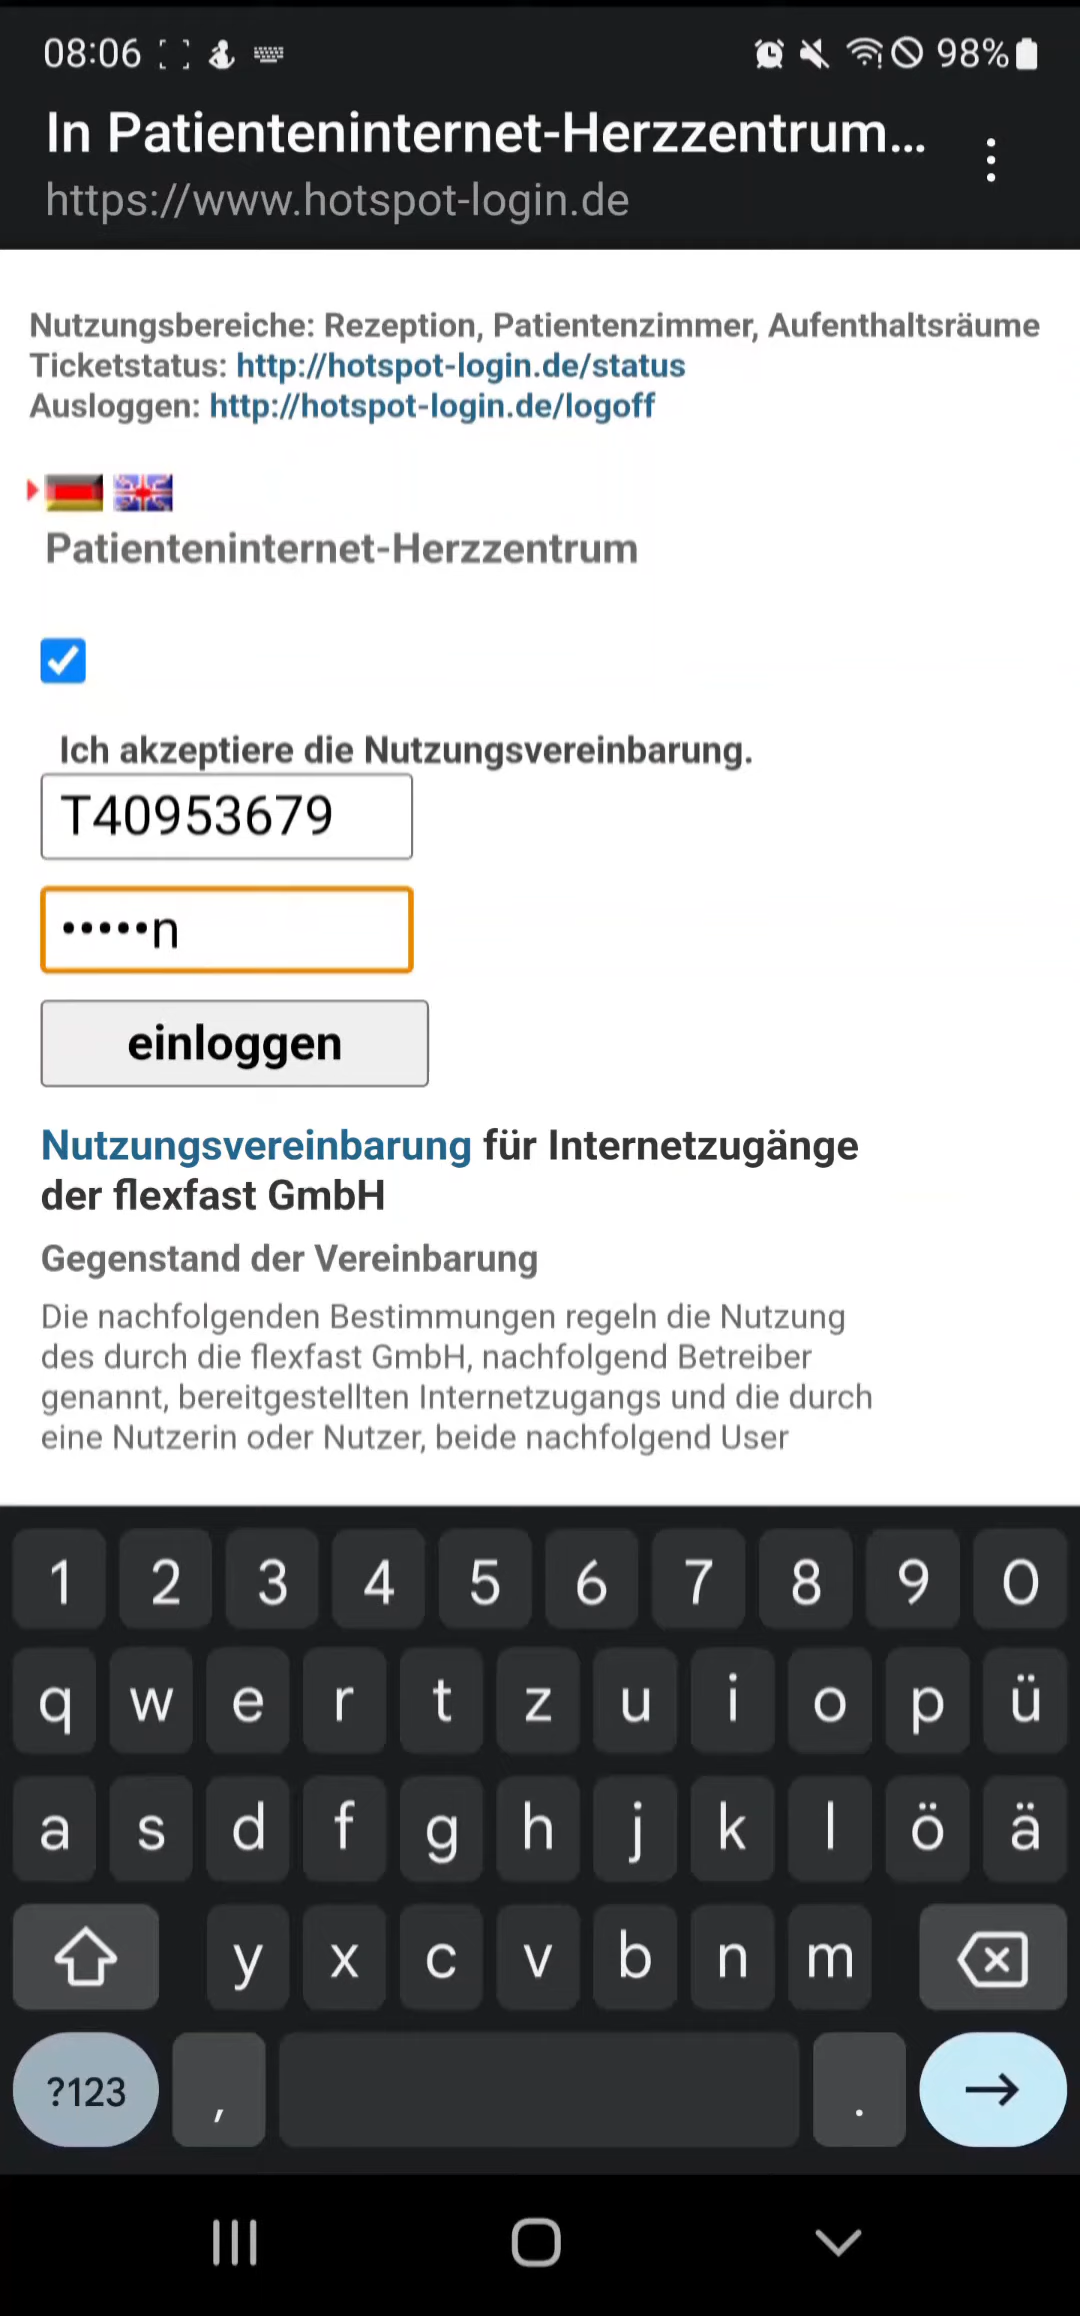 08:06
98%
In Patienteninternet-Herzzentrum...
https://www.hotspot-login.de
Nutzungsbereiche: Rezeption, Patientenzimmer, Aufenthaltsräume
Ticketstatus: http://hotspot-login.de/status
Ausloggen: http://hotspot-login.de/logoff
Patienteninternet-Herzzentrum
Ich akzeptiere die Nutzungsvereinbarung.
T40953679
•••••n
einloggen
Nutzungsvereinbarung für Internetzugänge
der flexfast GmbH
Gegenstand der Vereinbarung
Die nachfolgenden Bestimmungen regeln die Nutzung
des durch die flexfast GmbH, nachfolgend Betreiber
genannt, bereitgestellten Internetzugangs und die durch
eine Nutzerin oder Nutzer, beide nachfolgend User
1 2 3 4 5 6 7 8 9 0
q w e r t z u i o p ü
a s d f g h j k l ö ä
y x c v b n m
?123 , .